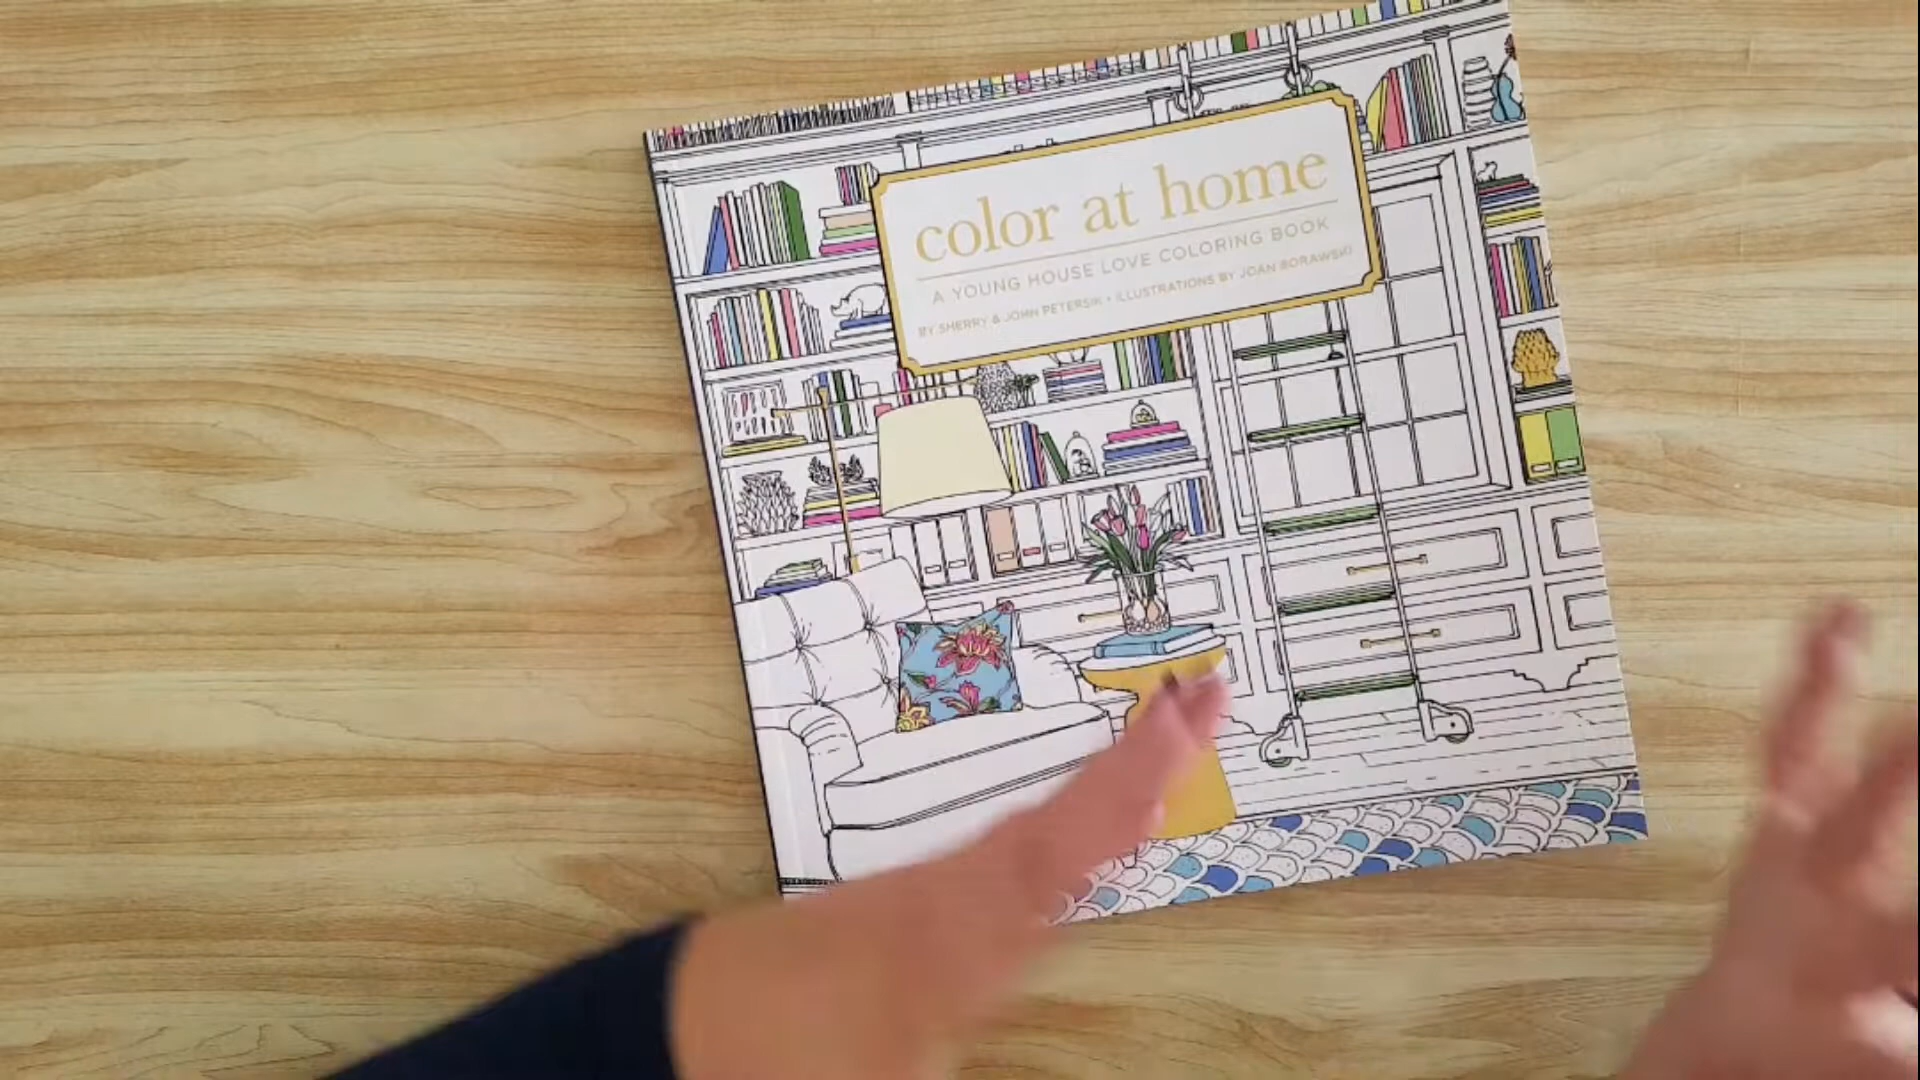 color at home
A YOUNG HOUSE LOVE COLORING BOOK
BY SHERRY & JOHN PETERSIK • ILLUSTRATIONS BY JOAN BORAWSKI